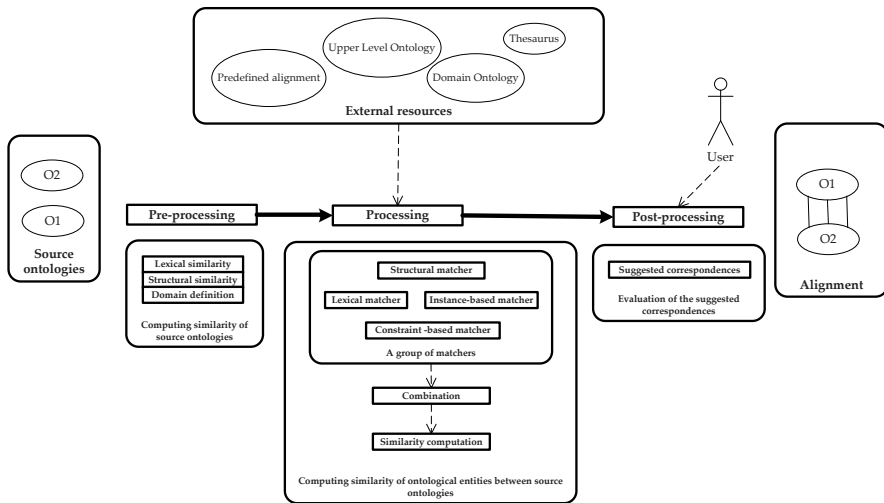 Thesaurus
Upper Level Ontology
Predefined alignment
Domain Ontology
External resources
User
O2
O1
Source
ontologies
Pre-processing
Processing
Post-processing
O1
O2
Alignment
Lexical similarity
Structural similarity
Domain definition
Computing similarity of
source ontologies
Structural matcher
Lexical matcher
Instance-based matcher
Constraint -based matcher
A group of matchers
Combination
Similarity computation
Computing similarity of ontological entities between source
ontologies
Suggested correspondences
Evaluation of the suggested
correspondences